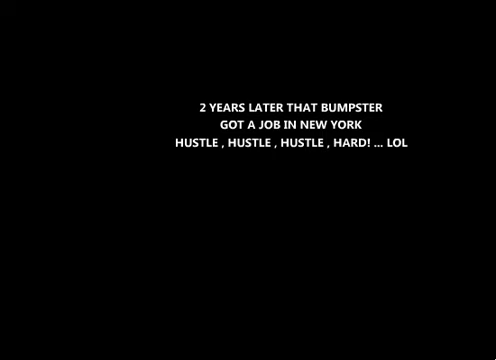 2 YEARS LATER THAT BUMPSTER
GOT A JOB IN NEW YORK
HUSTLE , HUSTLE , HUSTLE , HARD! ... LOL